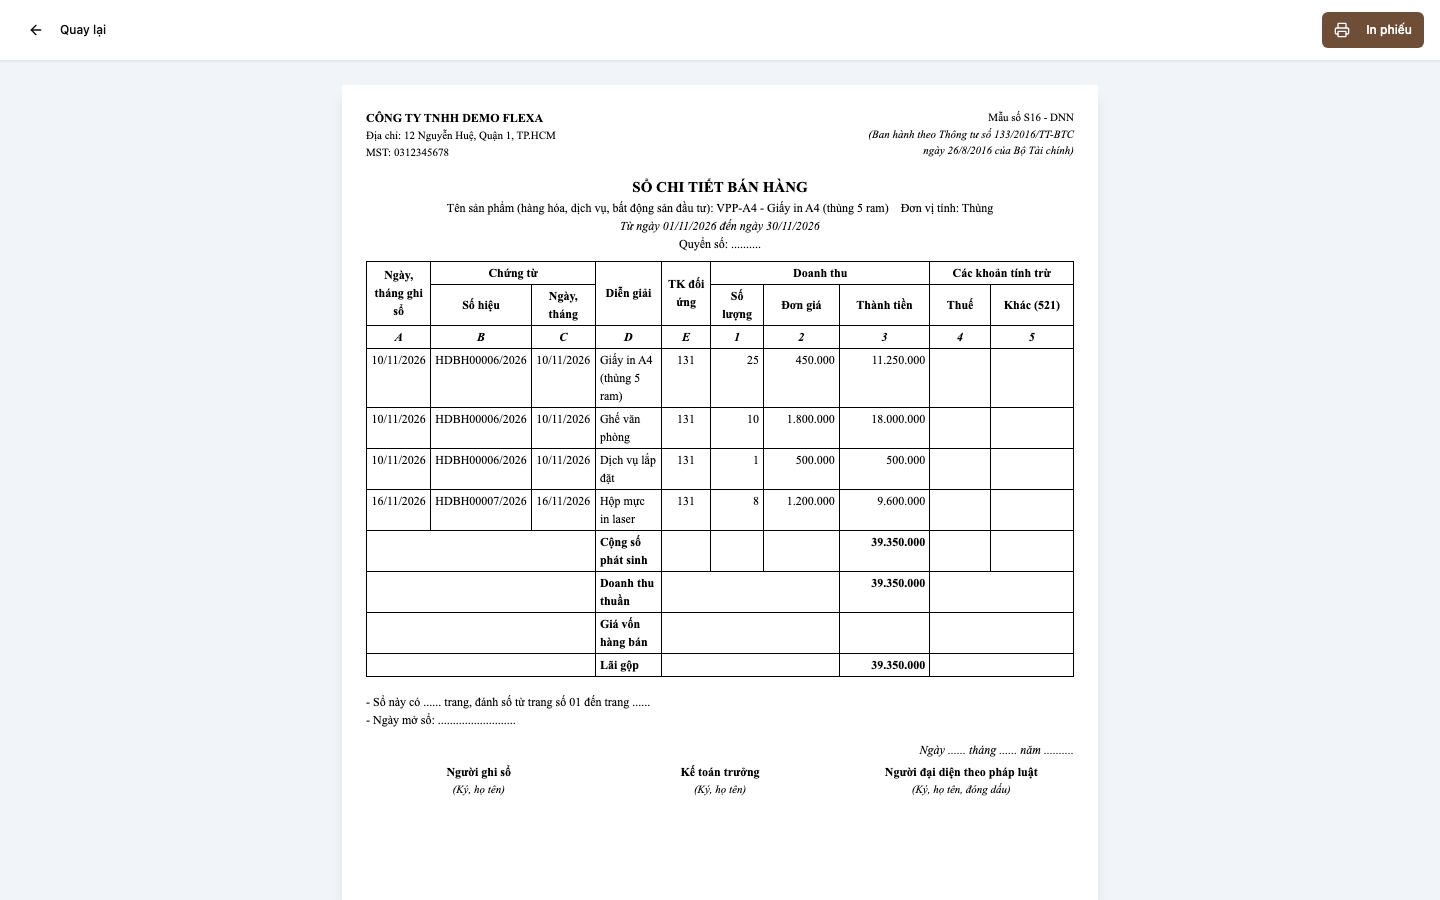 Quay lại
In phiếu
CÔNG TY TNHH DEMO FLEXA
Địa chỉ: 12 Nguyễn Huệ, Quận 1, TP.HCM
MST: 0312345678
Mẫu số S16 - DNN
(Ban hành theo Thông tư số 133/2016/TT-BTC
ngày 26/8/2016 của Bộ Tài chính)
SỔ CHI TIẾT BÁN HÀNG
Tên sản phẩm (hàng hóa, dịch vụ, bất động sản đầu tư): VPP-A4 - Giấy in A4 (thùng 5 ram) Đơn vị tính: Thùng
Từ ngày 01/11/2026 đến ngày 30/11/2026
Quyển số: ..........
Ngày, tháng ghi sổ Chứng từ Diễn giải TK đối ứng Doanh thu Các khoản tính trừ
Số hiệu Ngày, tháng Số lượng Đơn giá Thành tiền Thuế Khác (521)
A B C D E 1 2 3 4 5
10/11/2026 HDBH00006/2026 10/11/2026 Giấy in A4 (thùng 5 ram) 131 25 450.000 11.250.000
10/11/2026 HDBH00006/2026 10/11/2026 Ghế văn phòng 131 10 1.800.000 18.000.000
10/11/2026 HDBH00006/2026 10/11/2026 Dịch vụ lắp đặt 131 1 500.000 500.000
16/11/2026 HDBH00007/2026 16/11/2026 Hộp mực in laser 131 8 1.200.000 9.600.000
Cộng số phát sinh 39.350.000
Doanh thu thuần 39.350.000
Giá vốn hàng bán
Lãi gộp 39.350.000
- Sổ này có ...... trang, đánh số từ trang số 01 đến trang ......
- Ngày mở sổ: ..........................
Ngày ...... tháng ...... năm ..........
Người ghi sổ Kế toán trưởng Người đại diện theo pháp luật
(Ký, họ tên) (Ký, họ tên) (Ký, họ tên, đóng dấu)